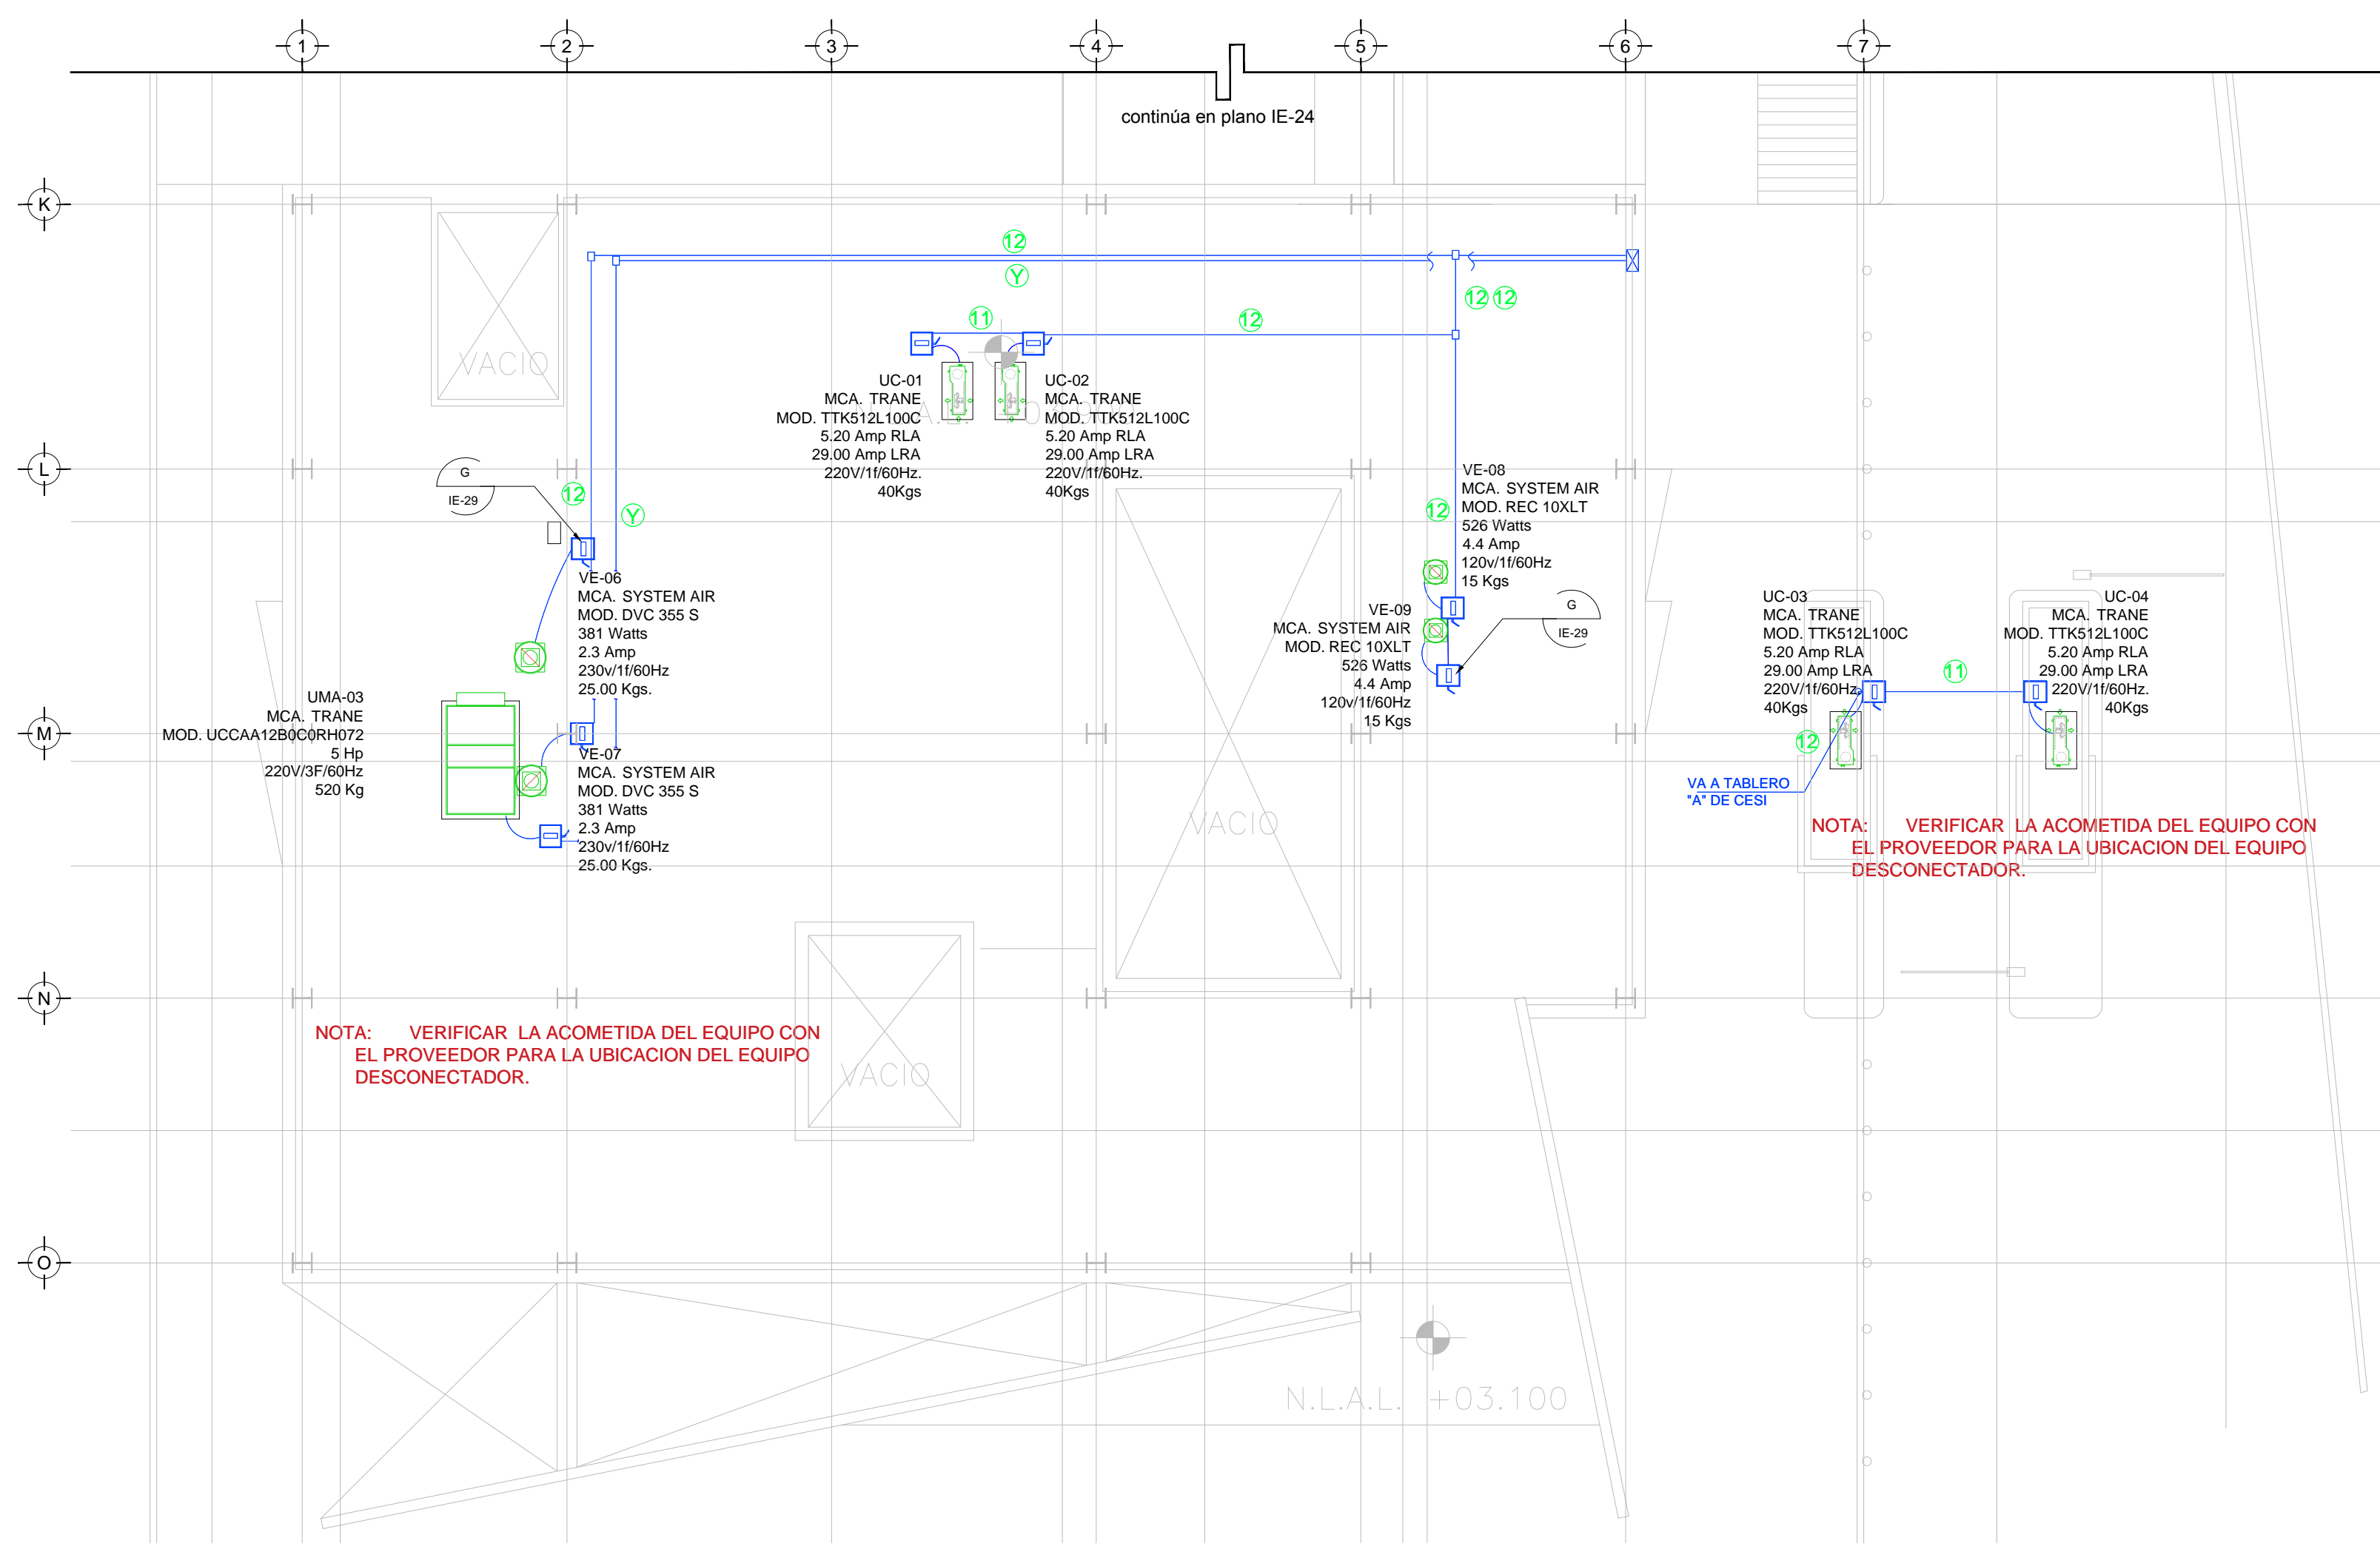 1
2
3
4
5
6
7
continúa en plano IE-24
K
L
M
N
O
12
Y
12 12
11
12
VACIO
UC-01
MCA. TRANE
MOD. TTK512L100C
5.20 Amp RLA
29.00 Amp LRA
220V/1f/60Hz.
40Kgs
UC-02
MCA. TRANE
MOD. TTK512L100C
5.20 Amp RLA
29.00 Amp LRA
220V/1f/60Hz.
40Kgs
G
IE-29
12
Y
VE-06
MCA. SYSTEM AIR
MOD. DVC 355 S
381 Watts
2.3 Amp
230v/1f/60Hz
25.00 Kgs.
UMA-03
MCA. TRANE
MOD. UCCAA12B0C0RH072
5 Hp
220V/3F/60Hz
520 Kg
VE-07
MCA. SYSTEM AIR
MOD. DVC 355 S
381 Watts
2.3 Amp
230v/1f/60Hz
25.00 Kgs.
VE-08
MCA. SYSTEM AIR
MOD. REC 10XLT
526 Watts
4.4 Amp
120v/1f/60Hz
15 Kgs
12
VE-09
MCA. SYSTEM AIR
MOD. REC 10XLT
526 Watts
4.4 Amp
120v/1f/60Hz
15 Kgs
G
IE-29
VACIO
UC-03
MCA. TRANE
MOD. TTK512L100C
5.20 Amp RLA
29.00 Amp LRA
220V/1f/60Hz.
40Kgs
UC-04
MCA. TRANE
MOD. TTK512L100C
5.20 Amp RLA
29.00 Amp LRA
220V/1f/60Hz.
40Kgs
11
12
VA A TABLERO
"A" DE CESI
NOTA: VERIFICAR LA ACOMETIDA DEL EQUIPO CON
EL PROVEEDOR PARA LA UBICACION DEL EQUIPO
DESCONECTADOR.
NOTA: VERIFICAR LA ACOMETIDA DEL EQUIPO CON
EL PROVEEDOR PARA LA UBICACION DEL EQUIPO
DESCONECTADOR.
VACIO
N.L.A.L. +03.100